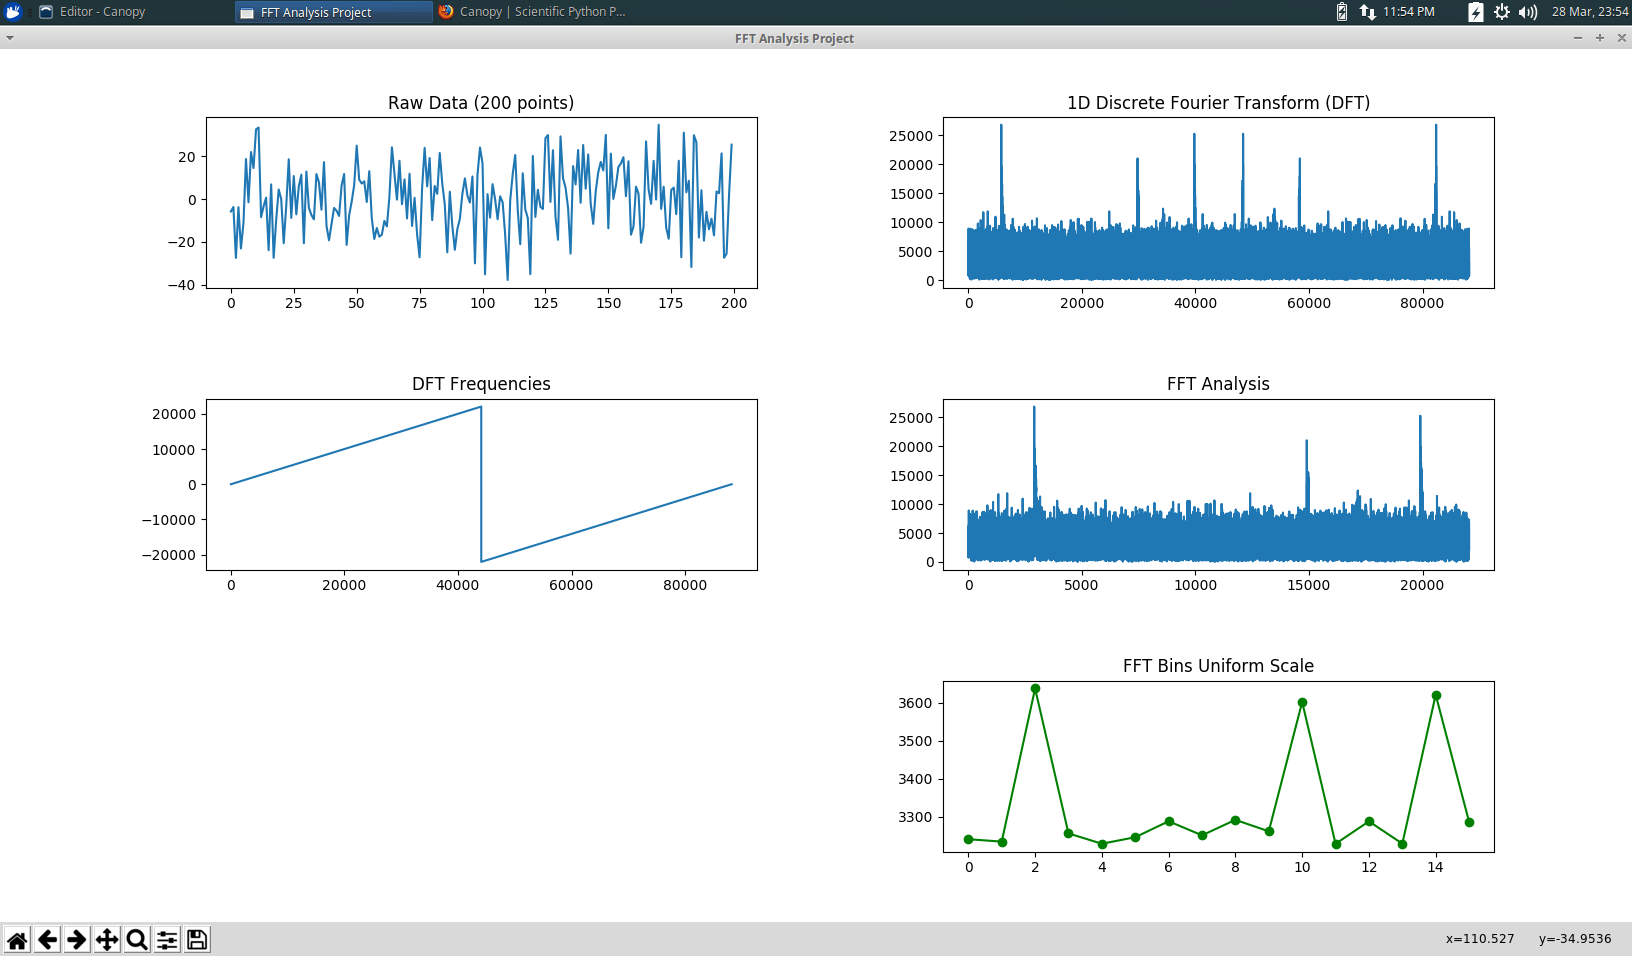 Editor - Canopy
FFT Analysis Project
Canopy | Scientific Python P...
11:54 PM
28 Mar, 23:54
FFT Analysis Project
Raw Data (200 points)
20
0
−20
−40
0 25 50 75 100 125 150 175 200
1D Discrete Fourier Transform (DFT)
25000
20000
15000
10000
5000
0
0 20000 40000 60000 80000
DFT Frequencies
20000
10000
0
−10000
−20000
0 20000 40000 60000 80000
FFT Analysis
25000
20000
15000
10000
5000
0
0 5000 10000 15000 20000
FFT Bins Uniform Scale
3600
3500
3400
3300
0 2 4 6 8 10 12 14
x=110.527 y=-34.9536